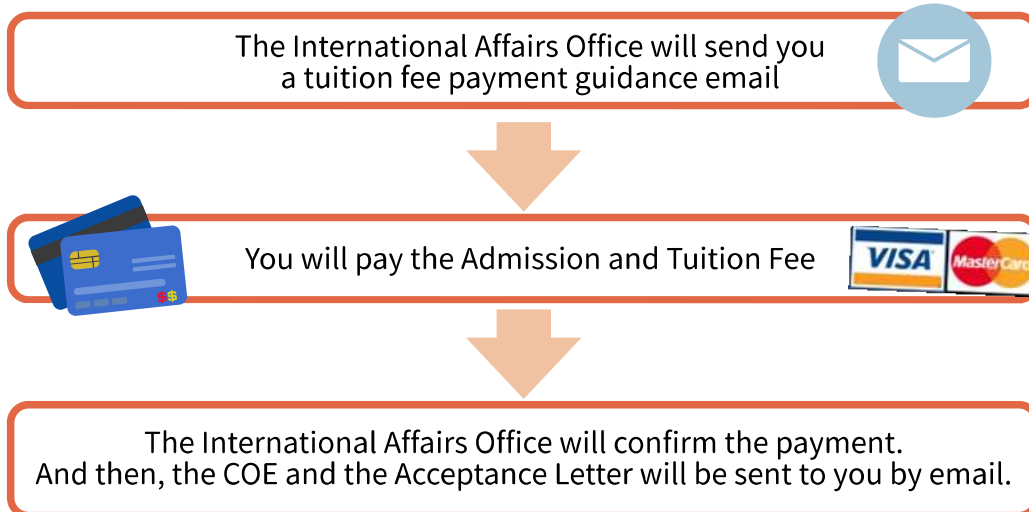 The International Affairs Office will send you
a tuition fee payment guidance email
You will pay the Admission and Tuition Fee
VISA
MasterCard
$$
The International Affairs Office will confirm the payment.
And then, the COE and the Acceptance Letter will be sent to you by email.